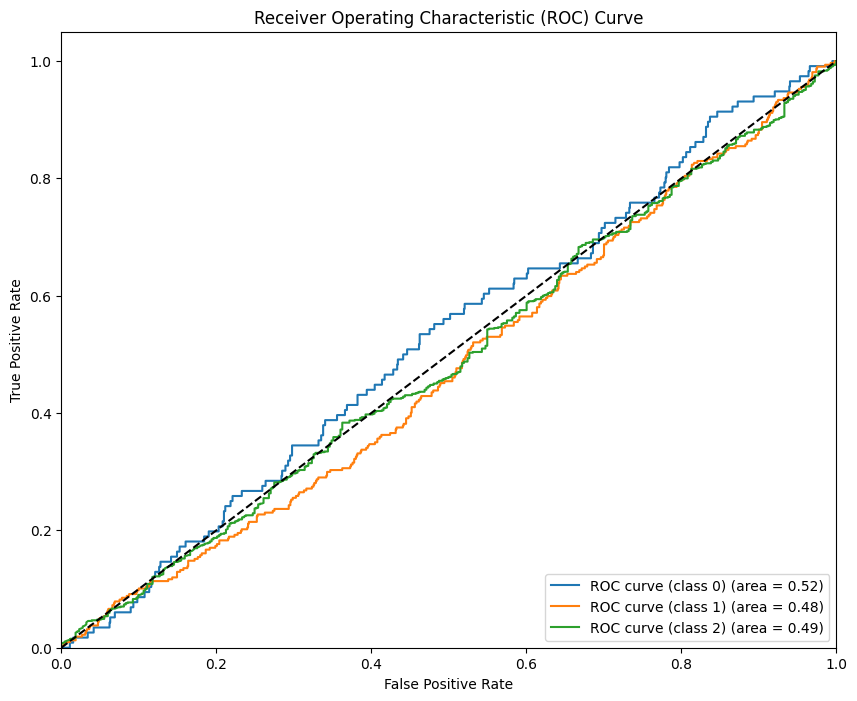 Receiver Operating Characteristic (ROC) Curve
1.0
0.8
0.6
0.4
0.2
0.0
True Positive Rate
0.0 0.2 0.4 0.6 0.8 1.0
False Positive Rate
ROC curve (class 0) (area = 0.52)
ROC curve (class 1) (area = 0.48)
ROC curve (class 2) (area = 0.49)